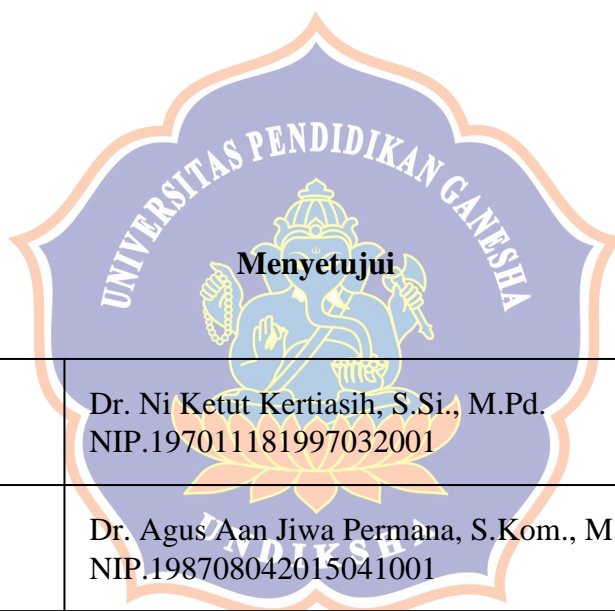 UNIVERSITAS PENDIDIKAN GANESHA
Menyetujui
Dr. Ni Ketut Kertiasih, S.Si., M.Pd.
NIP.197011181997032001
Dr. Agus Aan Jiwa Permana, S.Kom., M
NIP.198708042015041001
UNDIKSHA